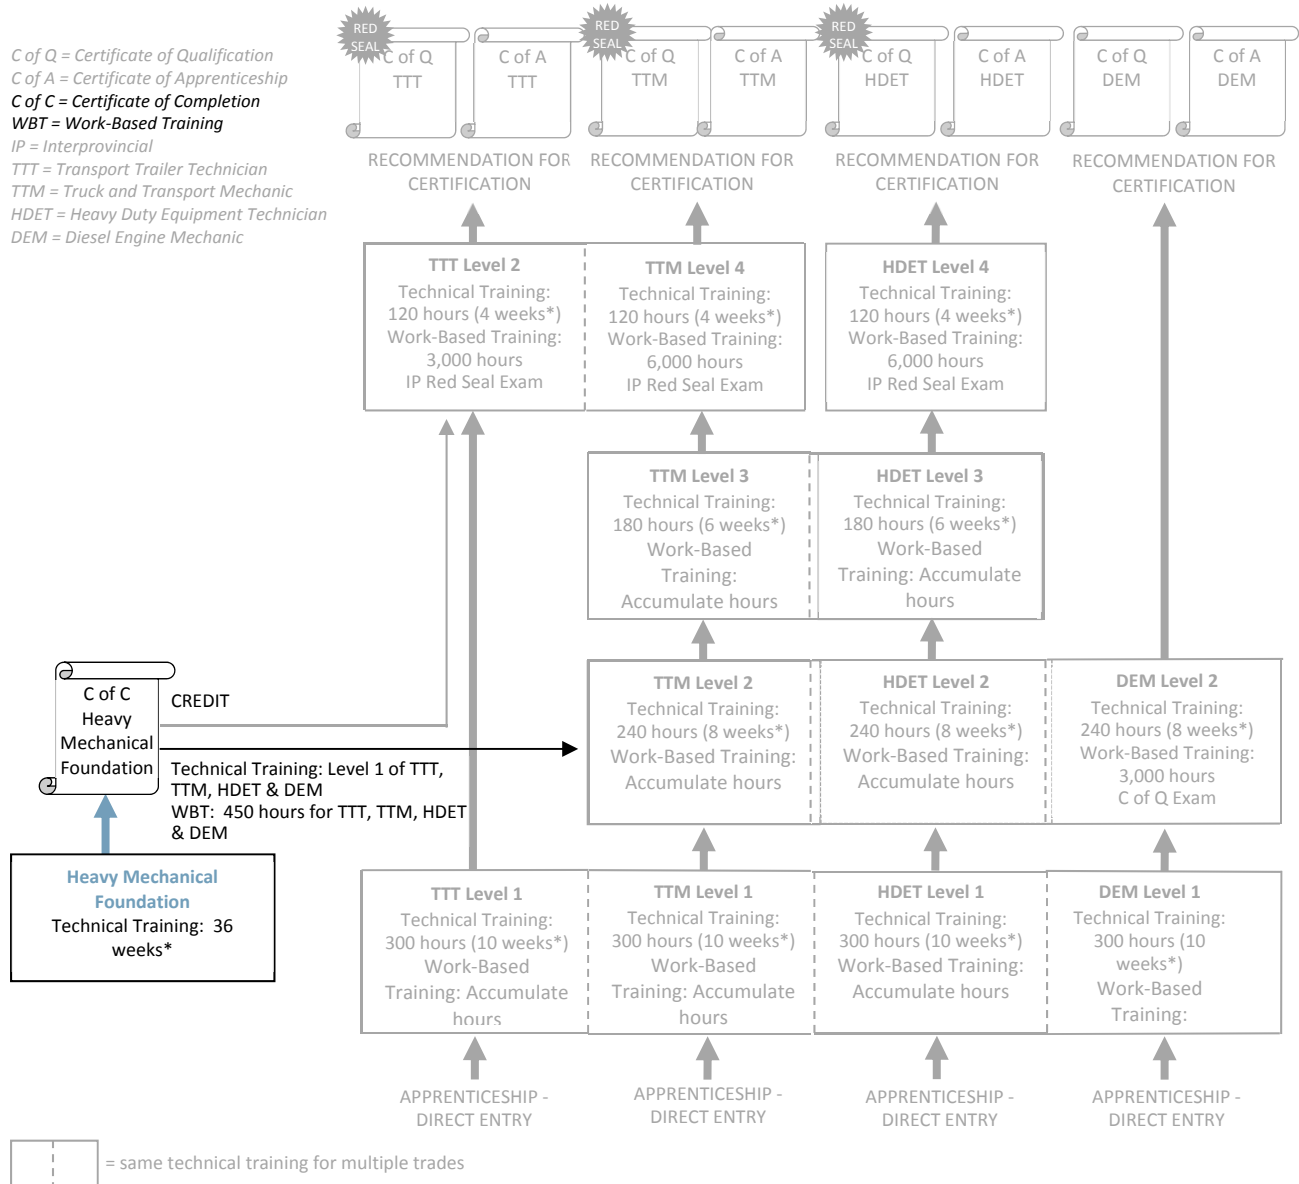 C of Q = Certificate of Qualification
C of A = Certificate of Apprenticeship
C of C = Certificate of Completion
WBT = Work-Based Training
IP = Interprovincial
TTT = Transport Trailer Technician
TTM = Truck and Transport Mechanic
HDET = Heavy Duty Equipment Technician
DEM = Diesel Engine Mechanic
RED
SEAL
C of Q
TTT
C of A
TTT
RED
SEAL
C of Q
TTM
C of A
TTM
RED
SEAL
C of Q
HDET
C of A
HDET
C of Q
DEM
C of A
DEM
RECOMMENDATION FOR
CERTIFICATION
RECOMMENDATION FOR
CERTIFICATION
RECOMMENDATION FOR
CERTIFICATION
RECOMMENDATION FOR
CERTIFICATION
TTT Level 2
Technical Training:
120 hours (4 weeks*)
Work-Based Training:
3,000 hours
IP Red Seal Exam
TTM Level 4
Technical Training:
120 hours (4 weeks*)
Work-Based Training:
6,000 hours
IP Red Seal Exam
HDET Level 4
Technical Training:
120 hours (4 weeks*)
Work-Based Training:
6,000 hours
IP Red Seal Exam
TTM Level 3
Technical Training:
180 hours (6 weeks*)
Work-Based
Training:
Accumulate hours
HDET Level 3
Technical Training:
180 hours (6 weeks*)
Work-Based
Training: Accumulate
hours
C of C
Heavy
Mechanical
Foundation
CREDIT
Technical Training: Level 1 of TTT,
TTM, HDET & DEM
WBT: 450 hours for TTT, TTM, HDET
& DEM
TTM Level 2
Technical Training:
240 hours (8 weeks*)
Work-Based Training:
Accumulate hours
HDET Level 2
Technical Training:
240 hours (8 weeks*)
Work-Based Training:
Accumulate hours
DEM Level 2
Technical Training:
240 hours (8 weeks*)
Work-Based Training:
3,000 hours
C of Q Exam
Heavy Mechanical
Foundation
Technical Training: 36
weeks*
TTT Level 1
Technical Training:
300 hours (10 weeks*)
Work-Based
Training: Accumulate
hours
TTM Level 1
Technical Training:
300 hours (10 weeks*)
Work-Based
Training: Accumulate
hours
HDET Level 1
Technical Training:
300 hours (10 weeks*)
Work-Based Training:
Accumulate hours
DEM Level 1
Technical Training:
300 hours (10
weeks*)
Work-Based
Training:
APPRENTICESHIP -
DIRECT ENTRY
APPRENTICESHIP -
DIRECT ENTRY
APPRENTICESHIP -
DIRECT ENTRY
APPRENTICESHIP -
DIRECT ENTRY
= same technical training for multiple trades